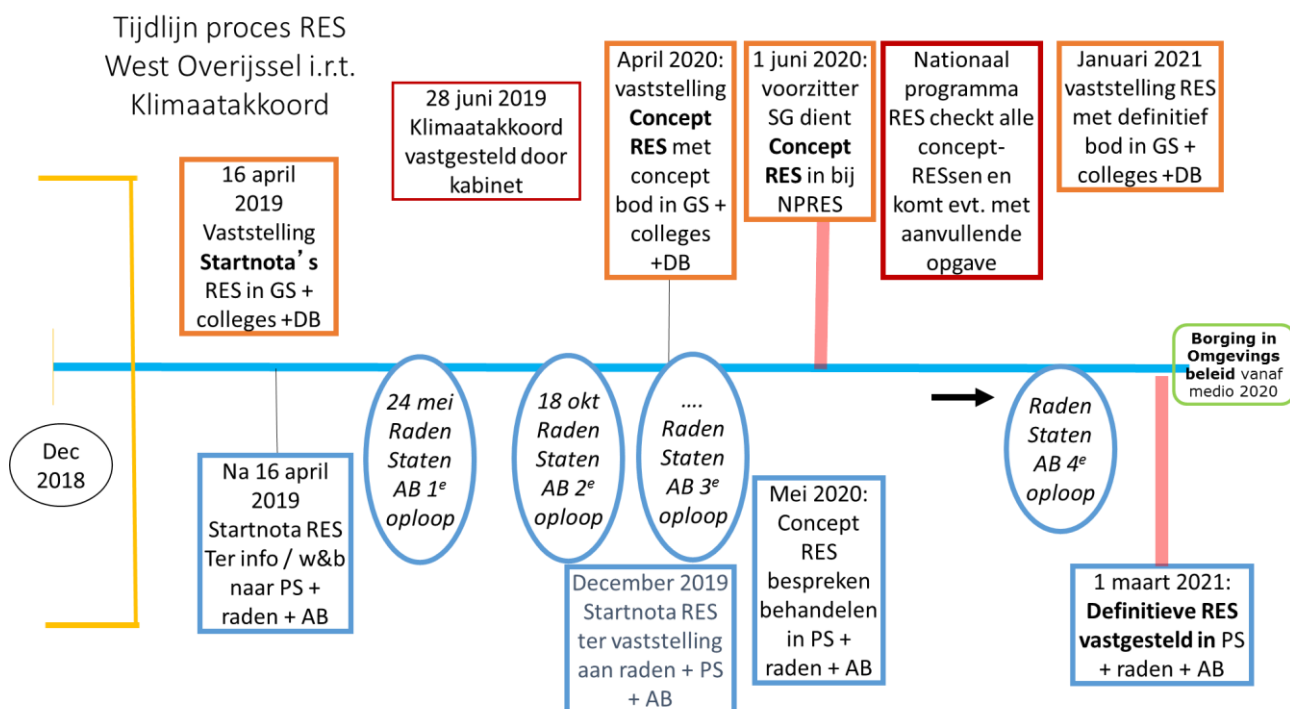 Tijdlijn proces RES
West Overijssel i.r.t.
Klimaatakkoord
16 april
2019
Vaststelling
Startnota's
RES in GS +
colleges +DB
28 juni 2019
Klimaatakkoord
vastgesteld door
kabinet
April 2020:
vaststelling
Concept
RES met
concept
bod in GS +
colleges
+DB
1 juni 2020:
voorzitter
SG dient
Concept
RES in bij
NPRES
Nationaal
programma
RES checkt alle
concept-
RESsen en
komt evt. met
aanvullende
opgave
Januari 2021
vaststelling RES
met definitief
bod in GS +
colleges +DB
Borging in
Omgevings
beleid vanaf
medio 2020
Dec
2018
Na 16 april
2019
Startnota RES
Ter info / w&b
naar PS +
raden + AB
24 mei
Raden
Staten
AB 1e
oploop
18 okt
Raden
Staten
AB 2e
oploop
....
Raden
Staten
AB 3e
oploop
December 2019
Startnota RES
ter vaststelling
aan raden + PS
+ AB
Mei 2020:
Concept
RES
bespreken
behandelen
in PS +
raden + AB
Raden
Staten
AB 4e
oploop
1 maart 2021:
Definitieve RES
vastgesteld in PS
+ raden + AB